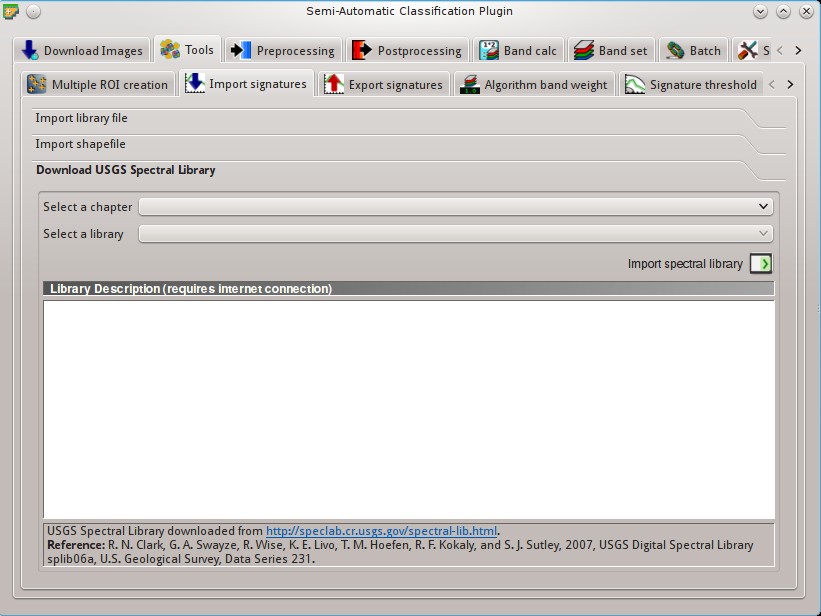 Semi-Automatic Classification Plugin
Download Images Tools Preprocessing Postprocessing Band calc Band set Batch S
Multiple ROI creation Import signatures Export signatures Algorithm band weight Signature threshold
Import library file
Import shapefile
Download USGS Spectral Library
Select a chapter
Select a library
Import spectral library
Library Description (requires internet connection)
USGS Spectral Library downloaded from http://speclab.cr.usgs.gov/spectral-lib.html.
Reference: R. N. Clark, G. A. Swayze, R. Wise, K. E. Livo, T. M. Hoefen, R. F. Kokaly, and S. J. Sutley, 2007, USGS Digital Spectral Library
splib06a, U.S. Geological Survey, Data Series 231.